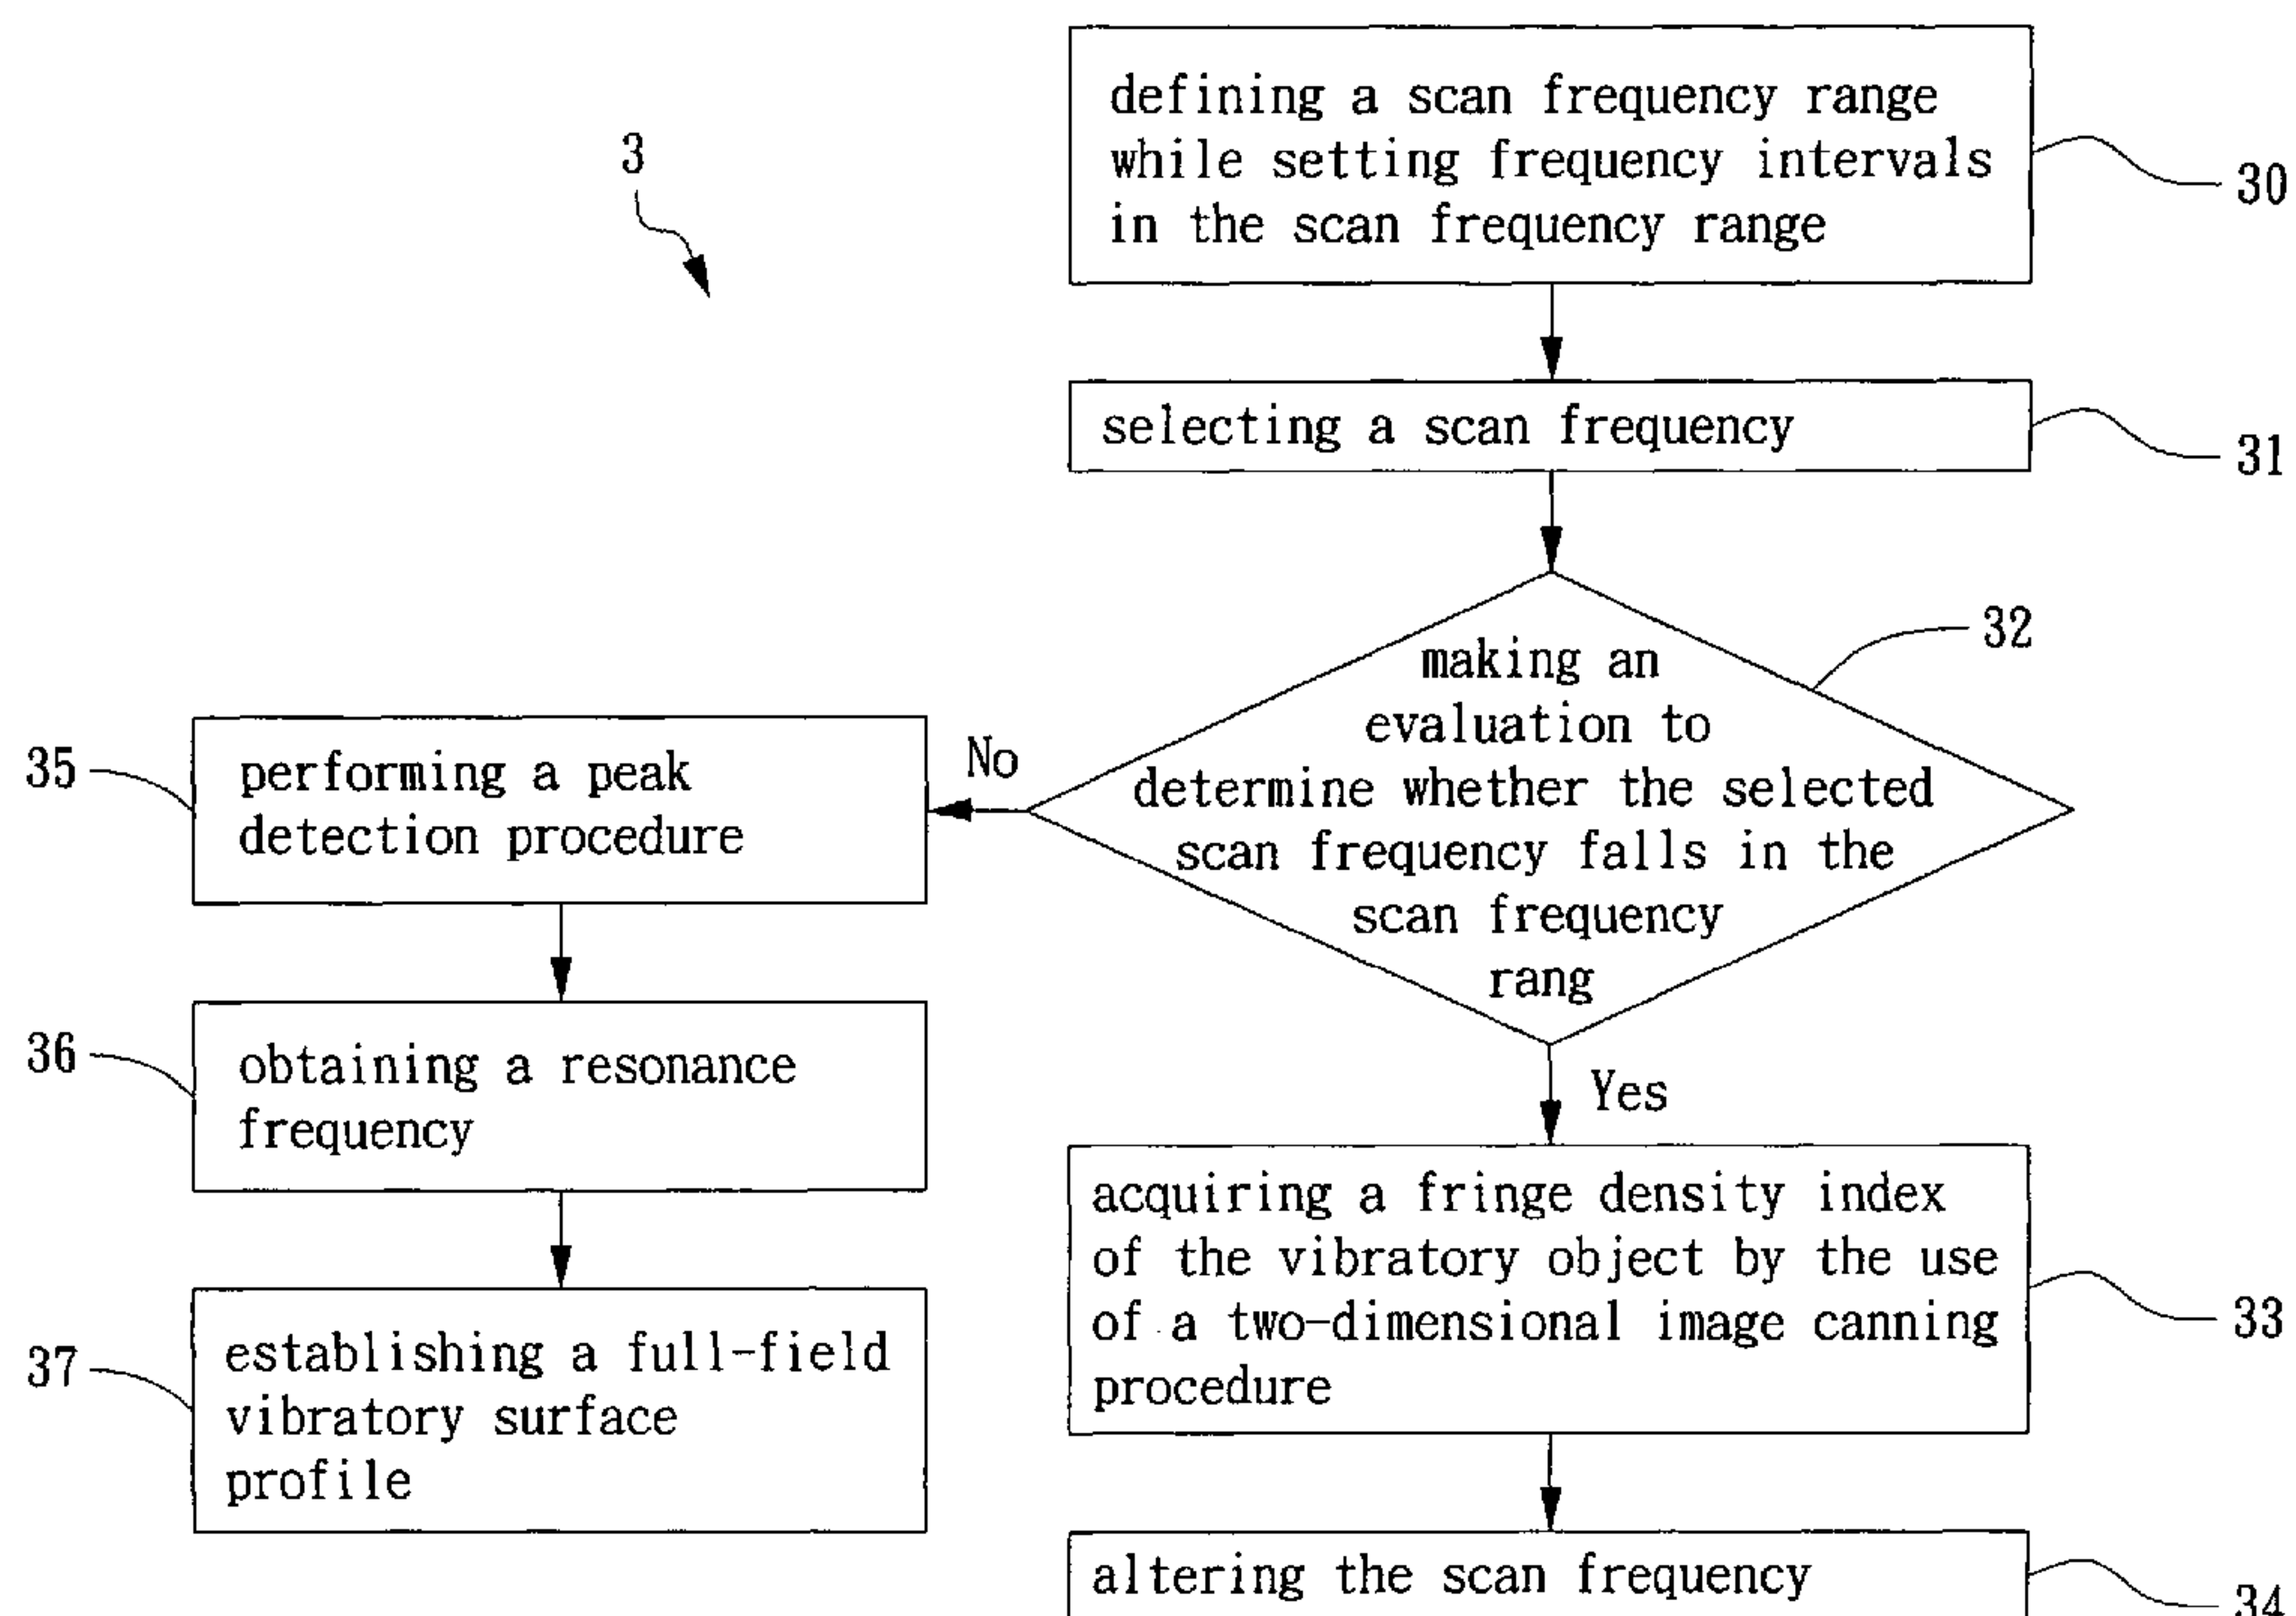 3
defining a scan frequency range
while setting frequency intervals
in the scan frequency range
30
selecting a scan frequency
31
making an
evaluation to
determine whether the selected
scan frequency falls in the
scan frequency
rang
32
No
Yes
35
performing a peak
detection procedure
36
obtaining a resonance
frequency
37
establishing a full-field
vibratory surface
profile
acquiring a fringe density index
of the vibratory object by the use
of a two-dimensional image canning
procedure
33
altering the scan frequency
34